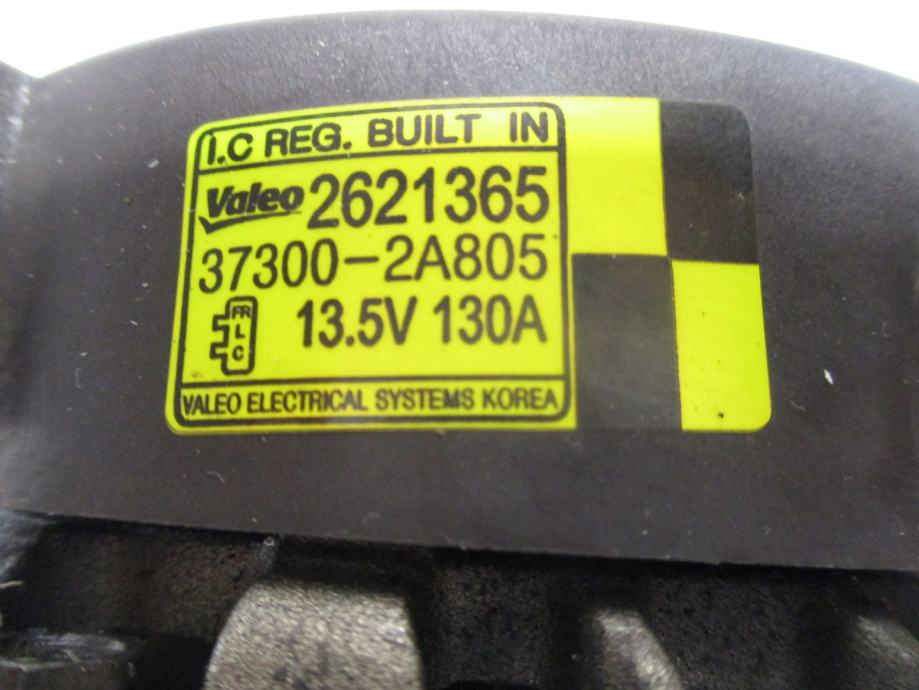 I.C REG. BUILT IN
Valeo 2621365
37300-2A805
FR
L
C
13.5V 130A
VALEO ELECTRICAL SYSTEMS KOREA